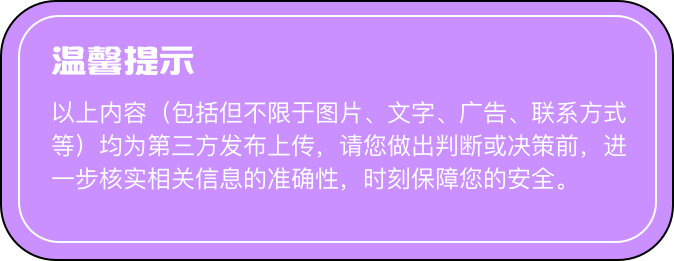 温馨提示
以上内容（包括但不限于图片、文字、广告、联系方式
等）均为第三方发布上传，请您做出判断或决策前，进
一步核实相关信息的准确性，时刻保障您的安全。